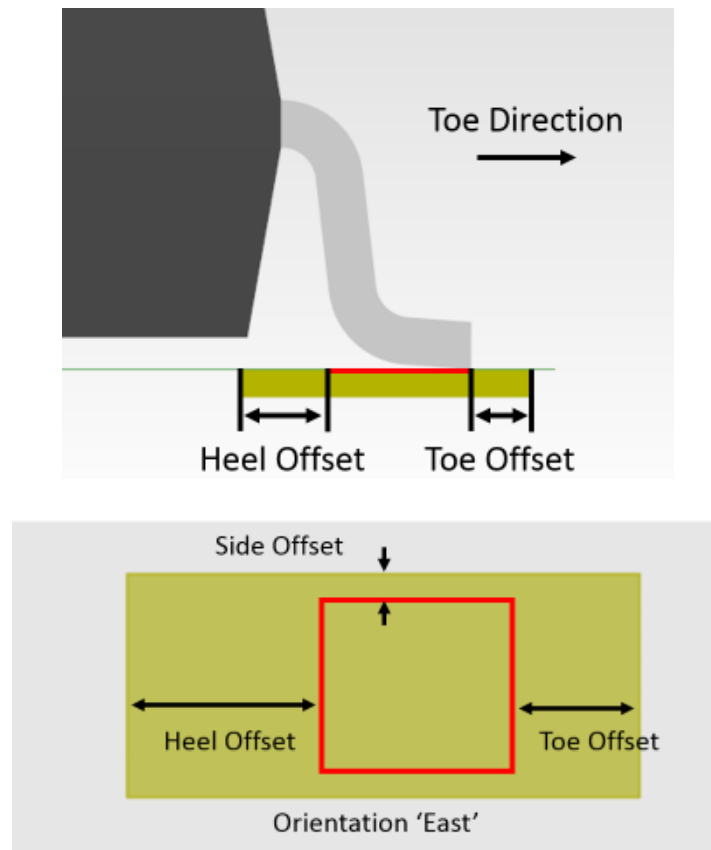 Toe Direction
Heel Offset
Toe Offset
Side Offset
Heel Offset
Toe Offset
Orientation ‘East’